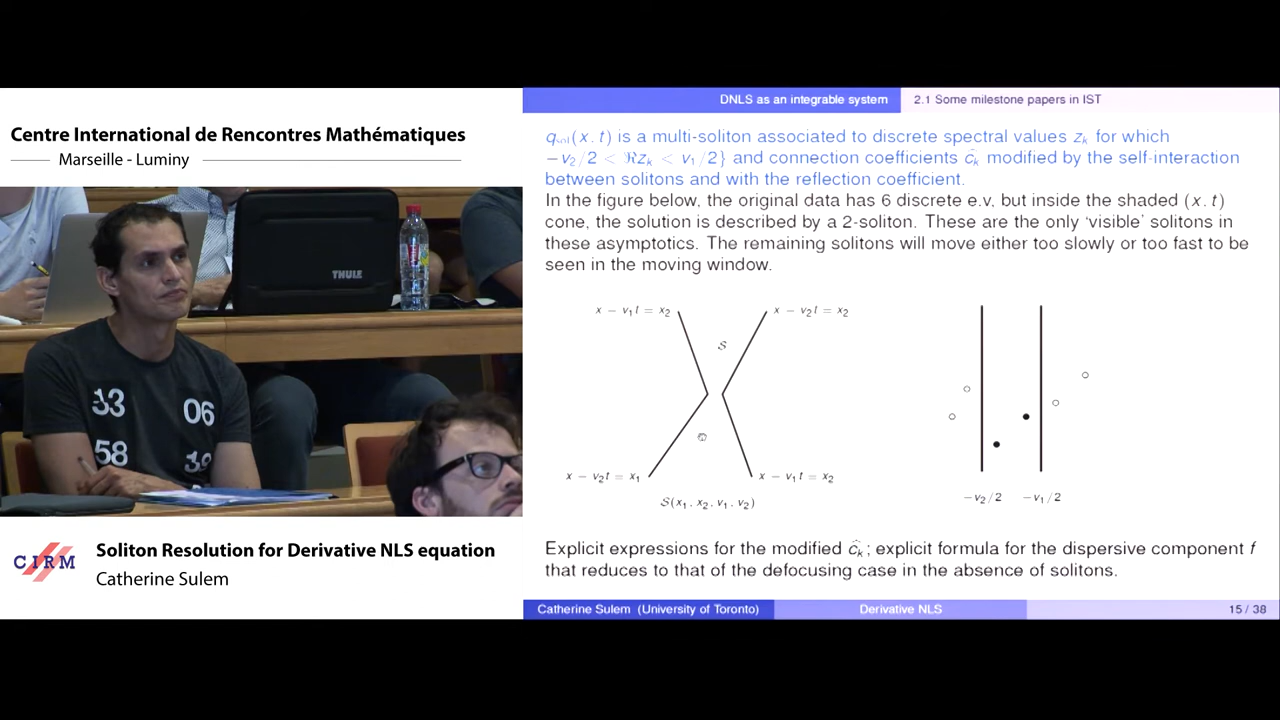 Centre International de Rencontres Mathématiques
Marseille - Luminy
THULE
33 06
58
Soliton Resolution for Derivative NLS equation
CIRM
Catherine Sulem
DNLS as an integrable system
2.1 Some milestone papers in IST
q_sol(x, t) is a multi-soliton associated to discrete spectral values z_k for which
−v_2/2 < ℜz_k < v_1/2} and connection coefficients \widehat{c_k} modified by the self-interaction
between solitons and with the reflection coefficient.
In the figure below, the original data has 6 discrete e.v, but inside the shaded (x, t)
cone, the solution is described by a 2-soliton. These are the only ‘visible’ solitons in
these asymptotics. The remaining solitons will move either too slowly or too fast to be
seen in the moving window.
x − v_1t = x_2
x − v_2t = x_2
S
x − v_2t = x_1
x − v_1t = x_2
S(x_1, x_2, v_1, v_2)
−v_2/2
−v_1/2
Explicit expressions for the modified \widehat{c_k}; explicit formula for the dispersive component f
that reduces to that of the defocusing case in the absence of solitons.
Catherine Sulem (University of Toronto)
Derivative NLS
15 / 38